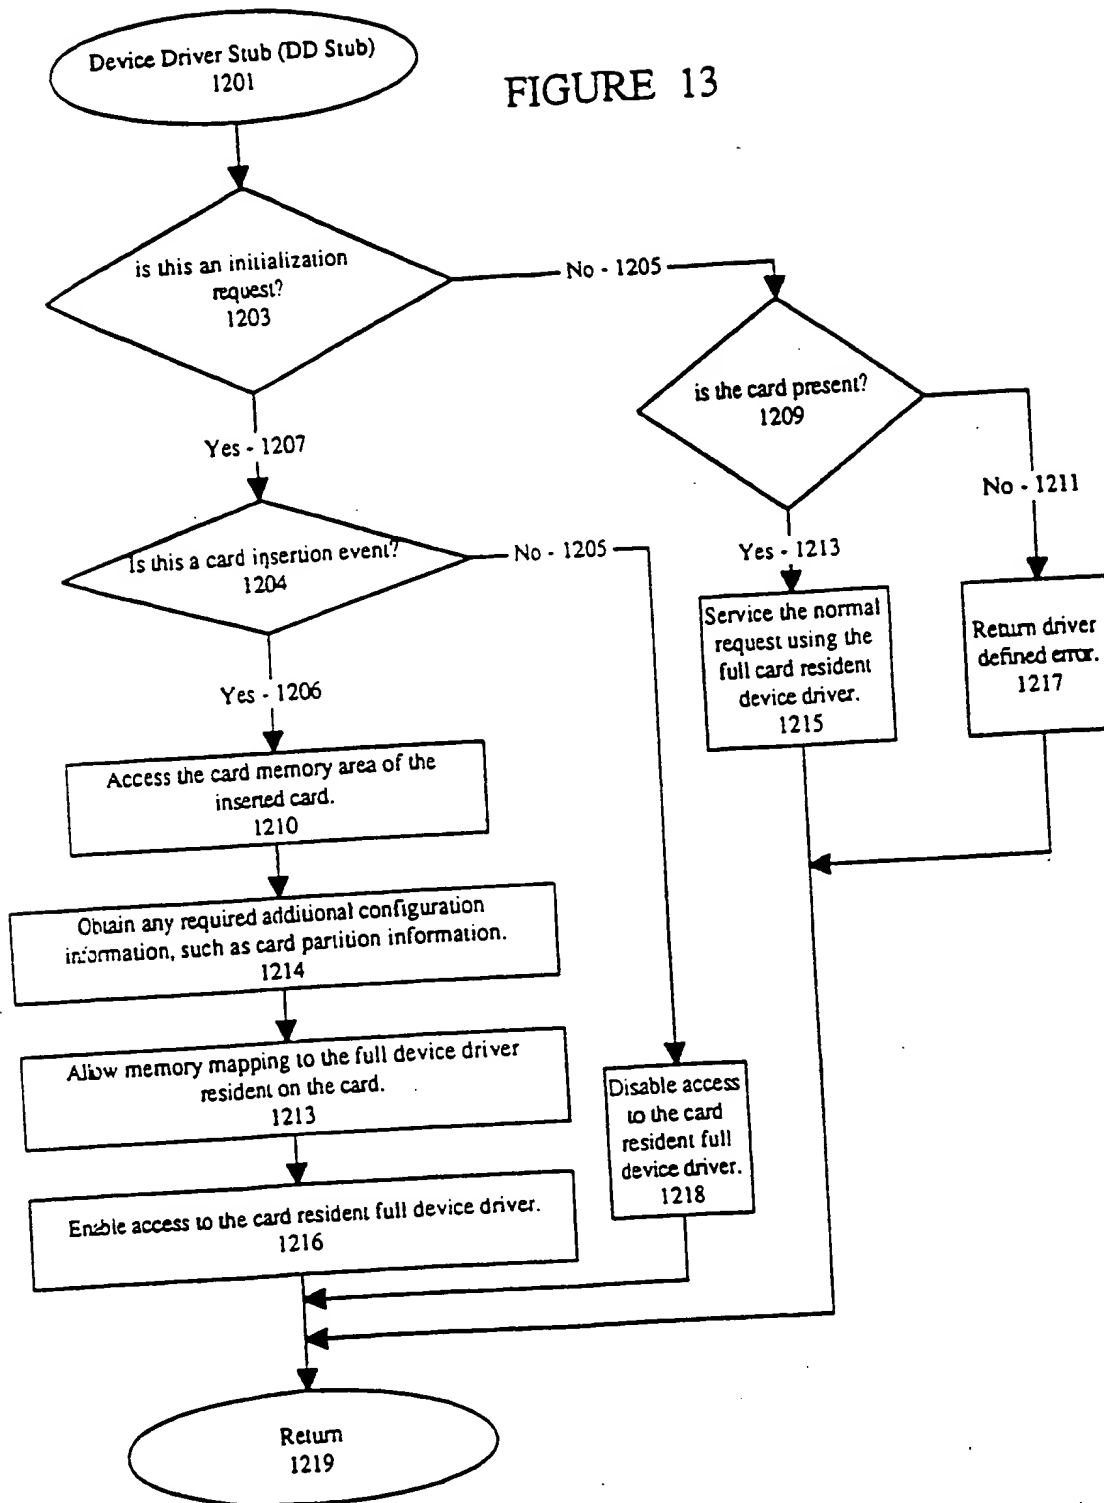 Device Driver Stub (DD Stub)
1201
FIGURE 13
is this an initialization
request?
1203
No - 1205
is the card present?
1209
Yes - 1207
No - 1211
Is this a card insertion event?
1204
No - 1205
Yes - 1213
Service the normal
request using the
full card resident
device driver.
1215
Return driver
defined error.
1217
Yes - 1206
Access the card memory area of the
inserted card.
1210
Obtain any required additional configuration
information, such as card partition information.
1214
Allow memory mapping to the full device driver
resident on the card.
1213
Disable access
to the card
resident full
device driver.
1218
Enable access to the card resident full device driver.
1216
Return
1219